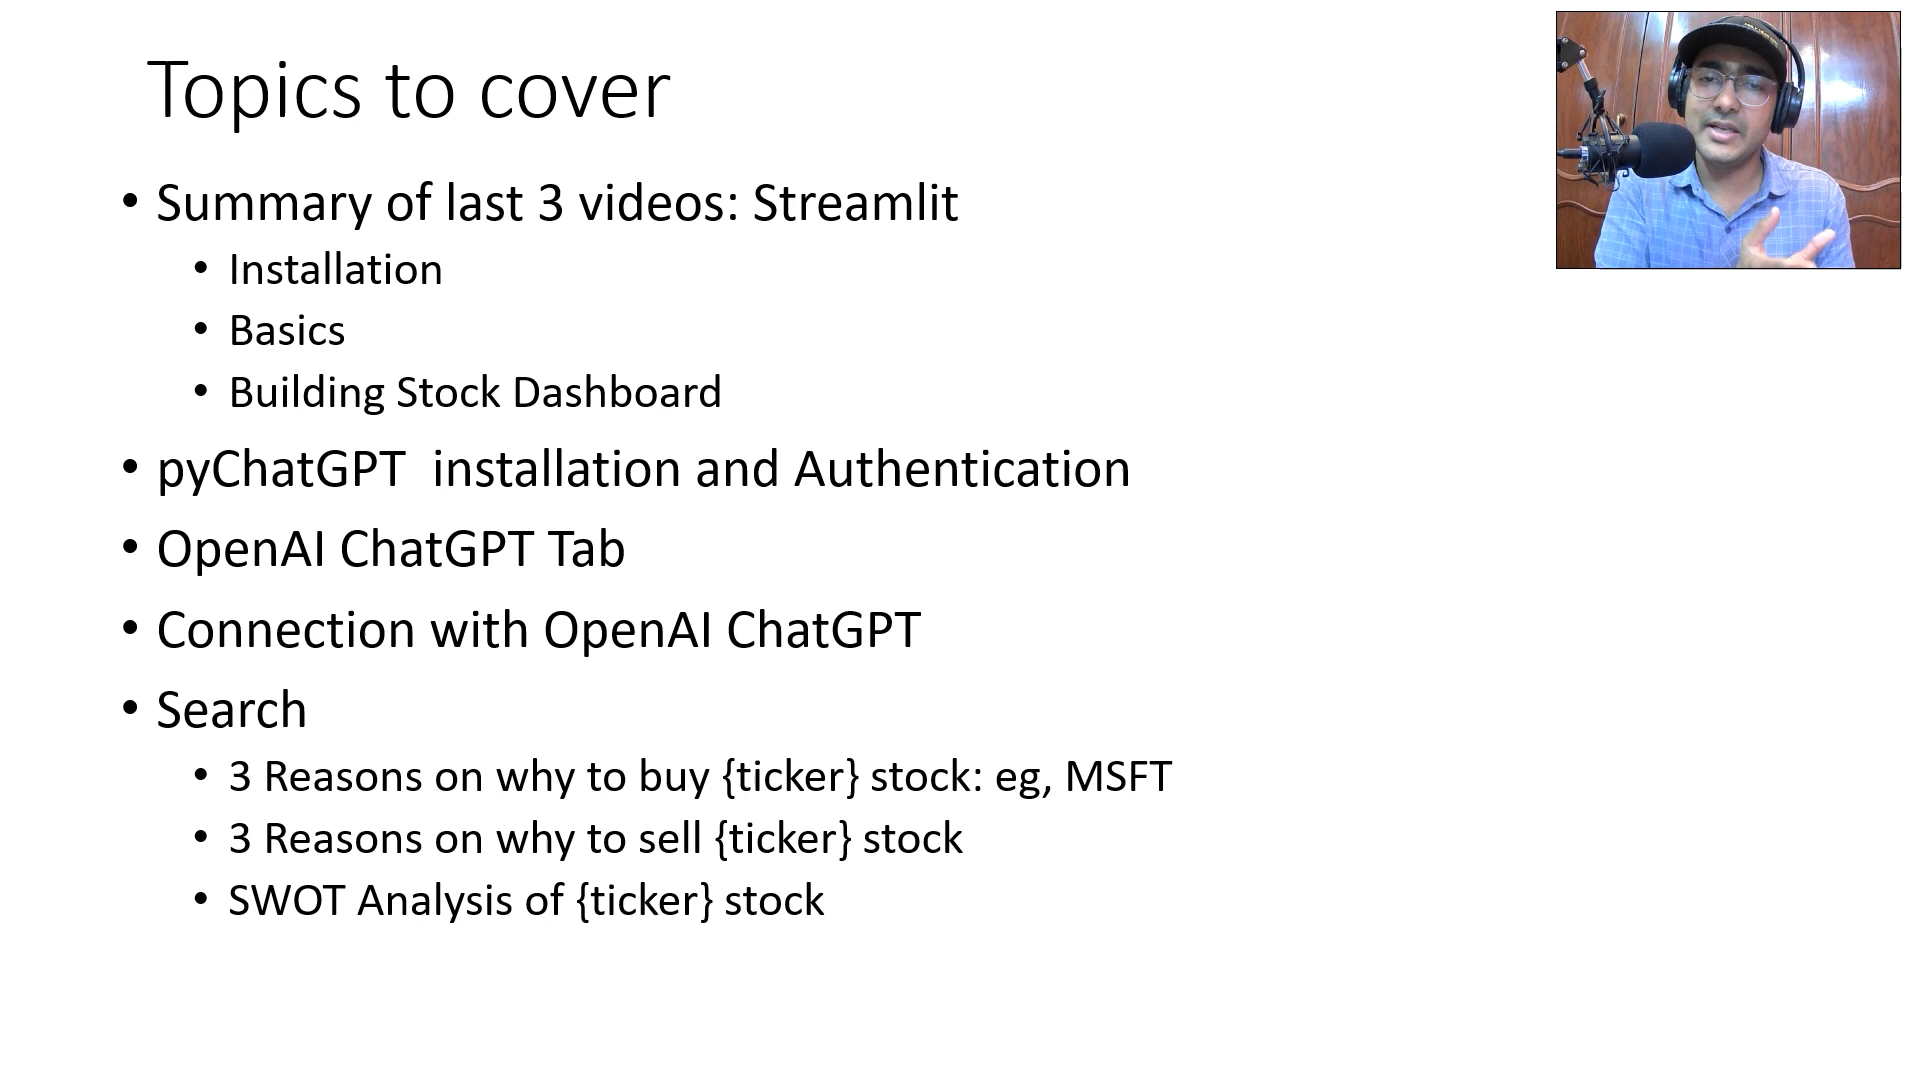 Topics to cover
• Summary of last 3 videos: Streamlit
• Installation
• Basics
• Building Stock Dashboard
• pyChatGPT  installation and Authentication
• OpenAI ChatGPT Tab
• Connection with OpenAI ChatGPT
• Search
• 3 Reasons on why to buy {ticker} stock: eg, MSFT
• 3 Reasons on why to sell {ticker} stock
• SWOT Analysis of {ticker} stock